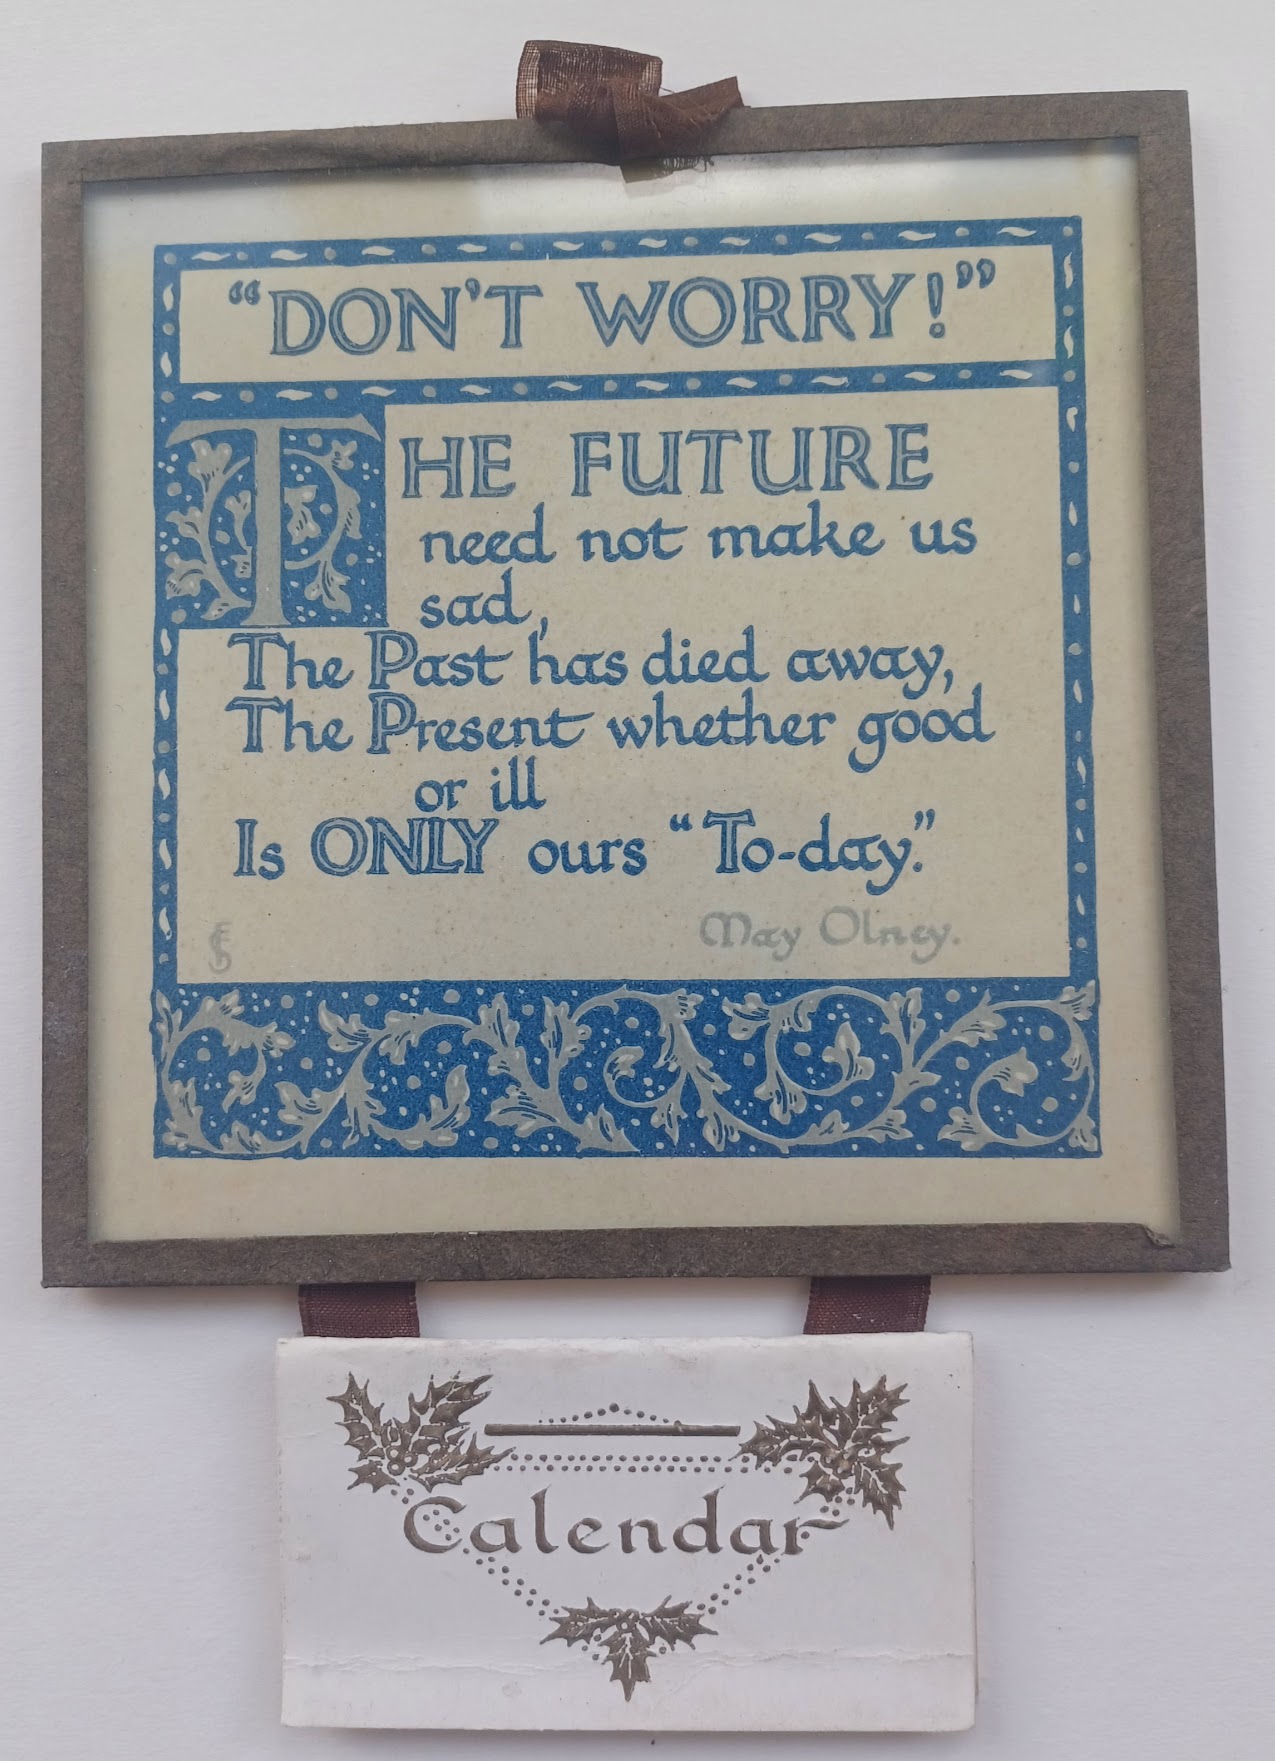 “DON'T WORRY!”
THE FUTURE
need not make us
sad,
The Past has died away,
The Present whether good
or ill
Is ONLY ours “To-day.”
May Olney.
Calendar